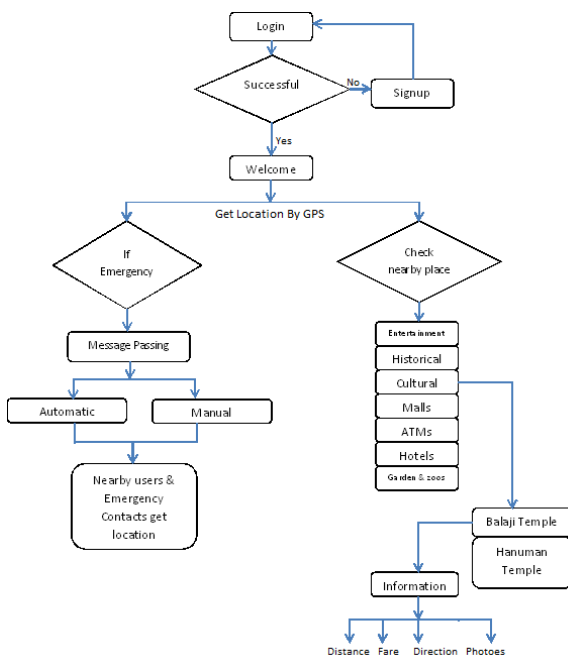 Login
Successful
No
Signup
Yes
Welcome
Get Location By GPS
If
Emergency
Check
nearby place
Message Passing
Automatic
Manual
Nearby users &
Emergency
Contacts get
location
Entertainment
Historical
Cultural
Malls
ATMs
Hotels
Garden & zoos
Balaji Temple
Hanuman
Temple
Information
Distance Fare Direction Photoes